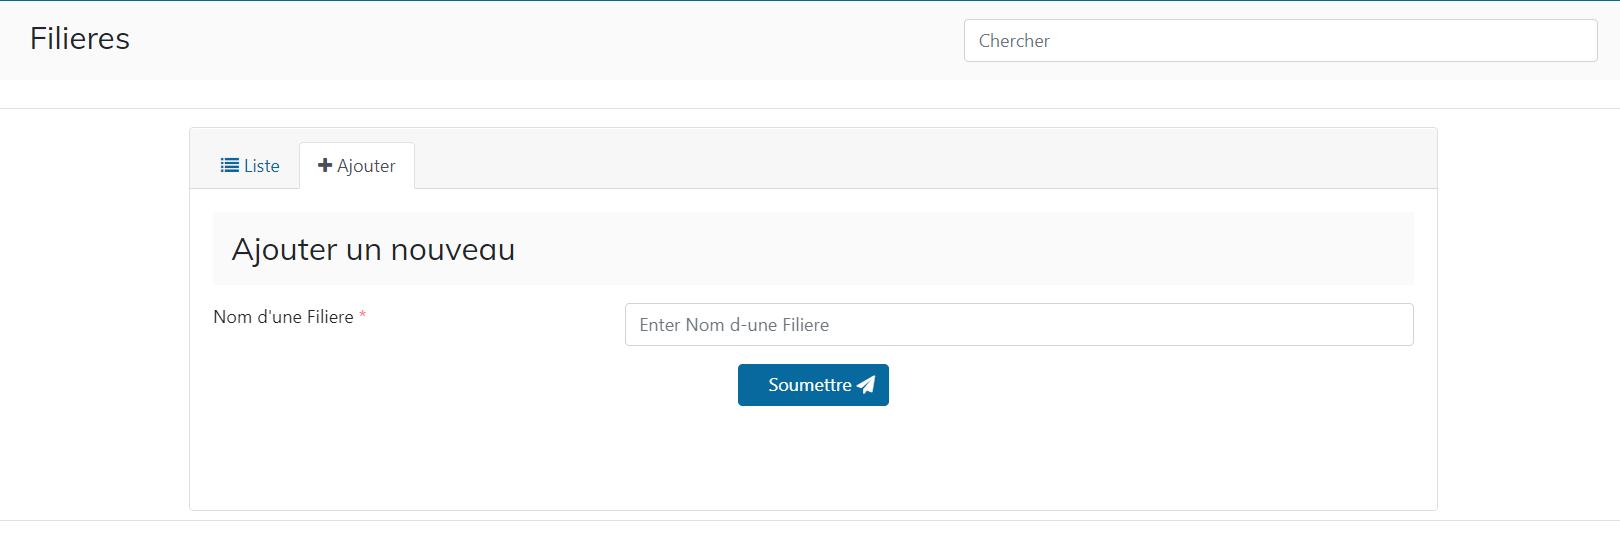 Filieres
Chercher
Liste
Ajouter
Ajouter un nouveau
Nom d'une Filiere *
Enter Nom d-une Filiere
Soumettre